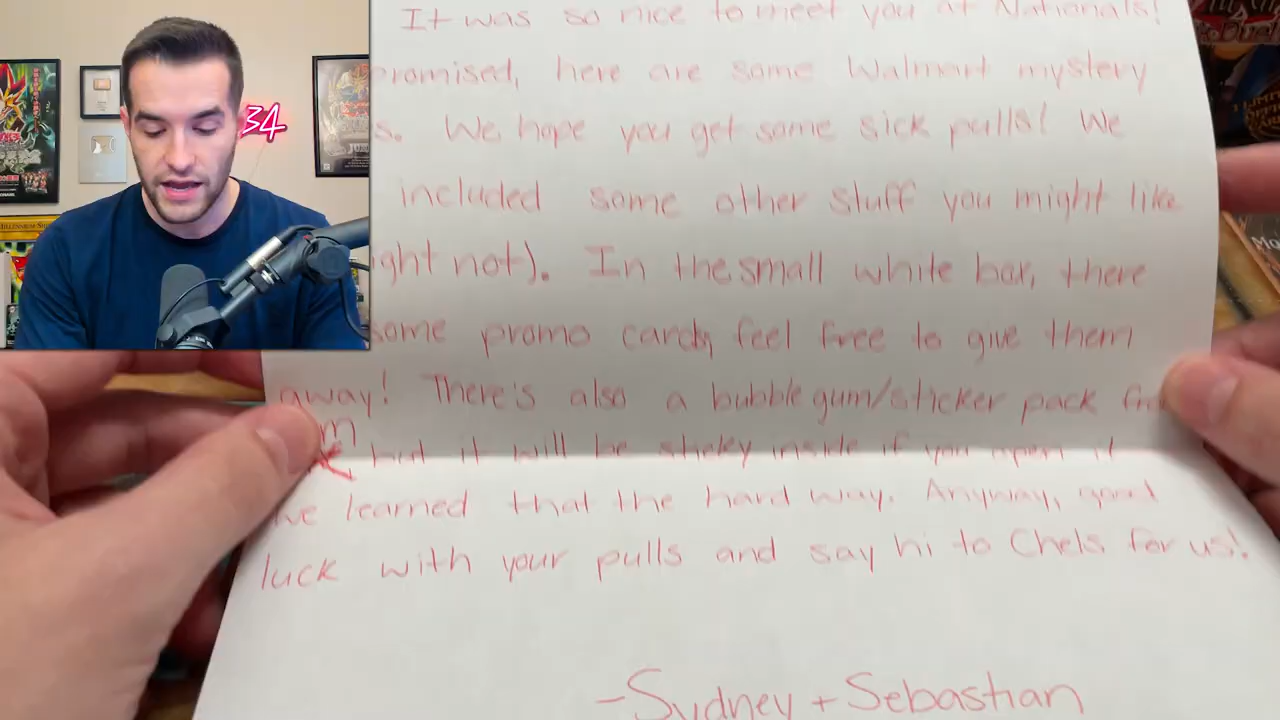 It was so nice to meet you at Nationals!
promised, here are some Walmart mystery
s. We hope you get some sick pulls! We
included some other stuff you might like
ght not). In the small white box, there
some promo cards, feel free to give them
away! There's also a bubble gum/sticker pack
but it will be sticky inside if you open it
We learned that the hard way. Anyway, good
luck with your pulls and say hi to Chels for us!
-Sydney + Sebastian
34